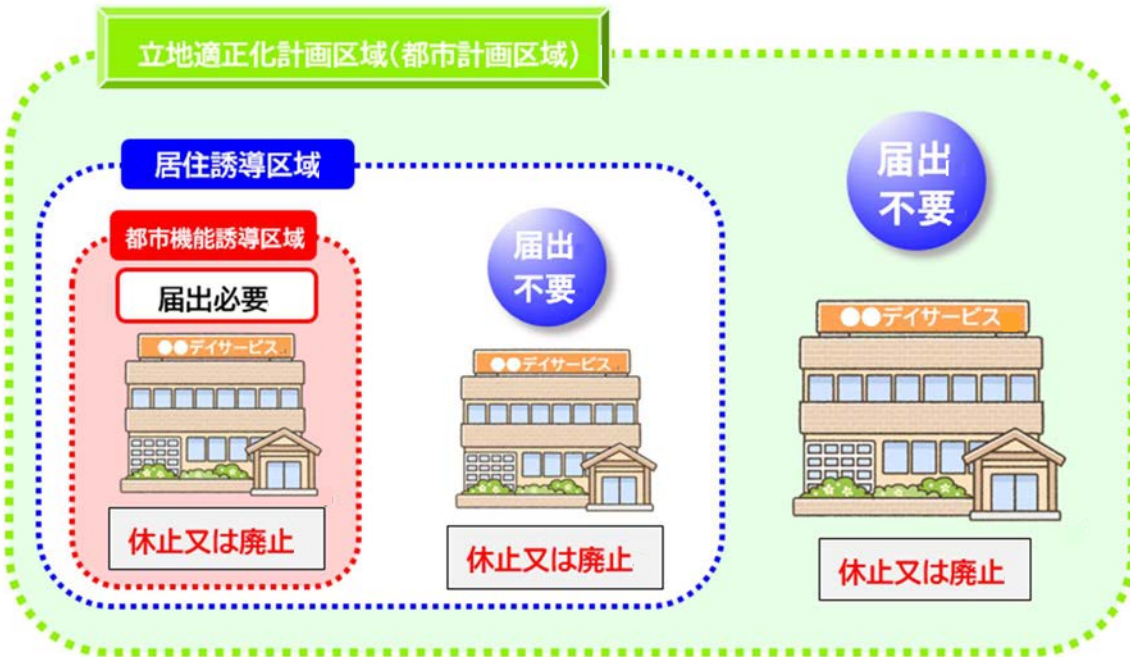 立地適正化計画区域(都市計画区域)
居住誘導区域
都市機能誘導区域
届出必要
●●デイサービス
休止又は廃止
届出
不要
●●デイサービス
休止又は廃止
届出
不要
●●デイサービス
休止又は廃止